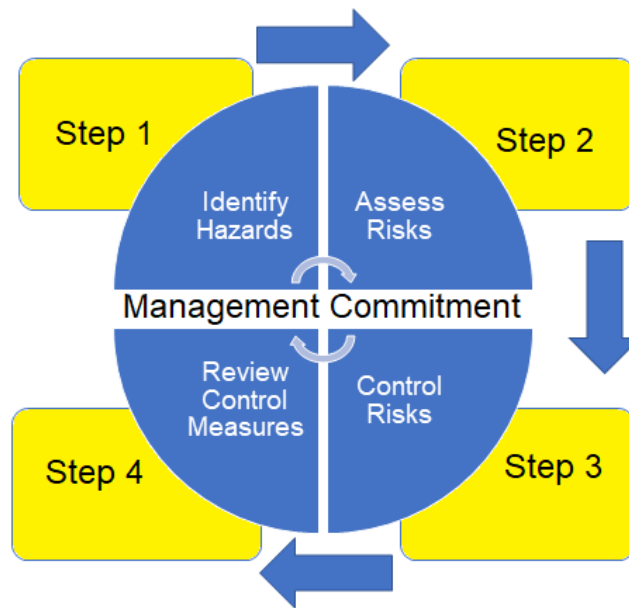 Step 1
Step 2
Identify
Hazards
Assess
Risks
Management Commitment
Review
Control
Measures
Control
Risks
Step 4
Step 3